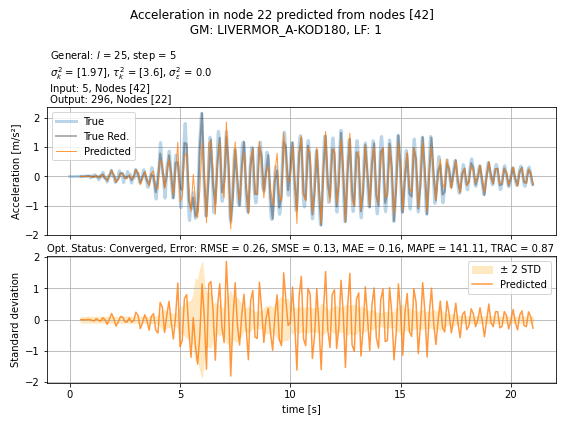 Acceleration in node 22 predicted from nodes [42]
GM: LIVERMOR_A-KOD180, LF: 1
General: l = 25, step = 5
σ²ₖ = [1.97], τ²ₖ = [3.6], σ²ε = 0.0
Input: 5, Nodes [42]
Output: 296, Nodes [22]
Acceleration [m/s²]
2
1
0
−1
−2
True
True Red.
Predicted
Opt. Status: Converged, Error: RMSE = 0.26, SMSE = 0.13, MAE = 0.16, MAPE = 141.11, TRAC = 0.87
Standard deviation
2
1
0
−1
−2
± 2 STD
Predicted
0 5 10 15 20
time [s]